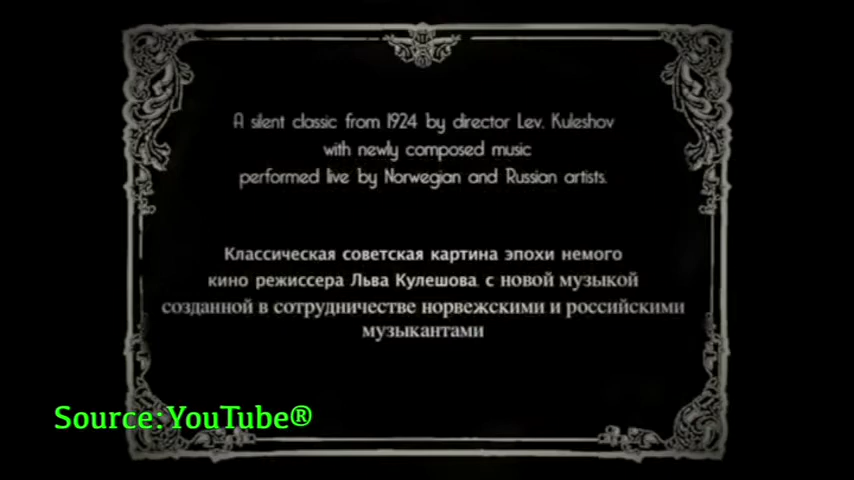 A silent classic from 1924 by director Lev. Kuleshov
with newly composed music
performed live by Norwegian and Russian artists.
Классическая советская картина эпохи немого
кино режиссера Льва Кулешова с новой музыкой
созданной в сотрудничестве норвежскими и российскими
музыкантами
Source:YouTube®